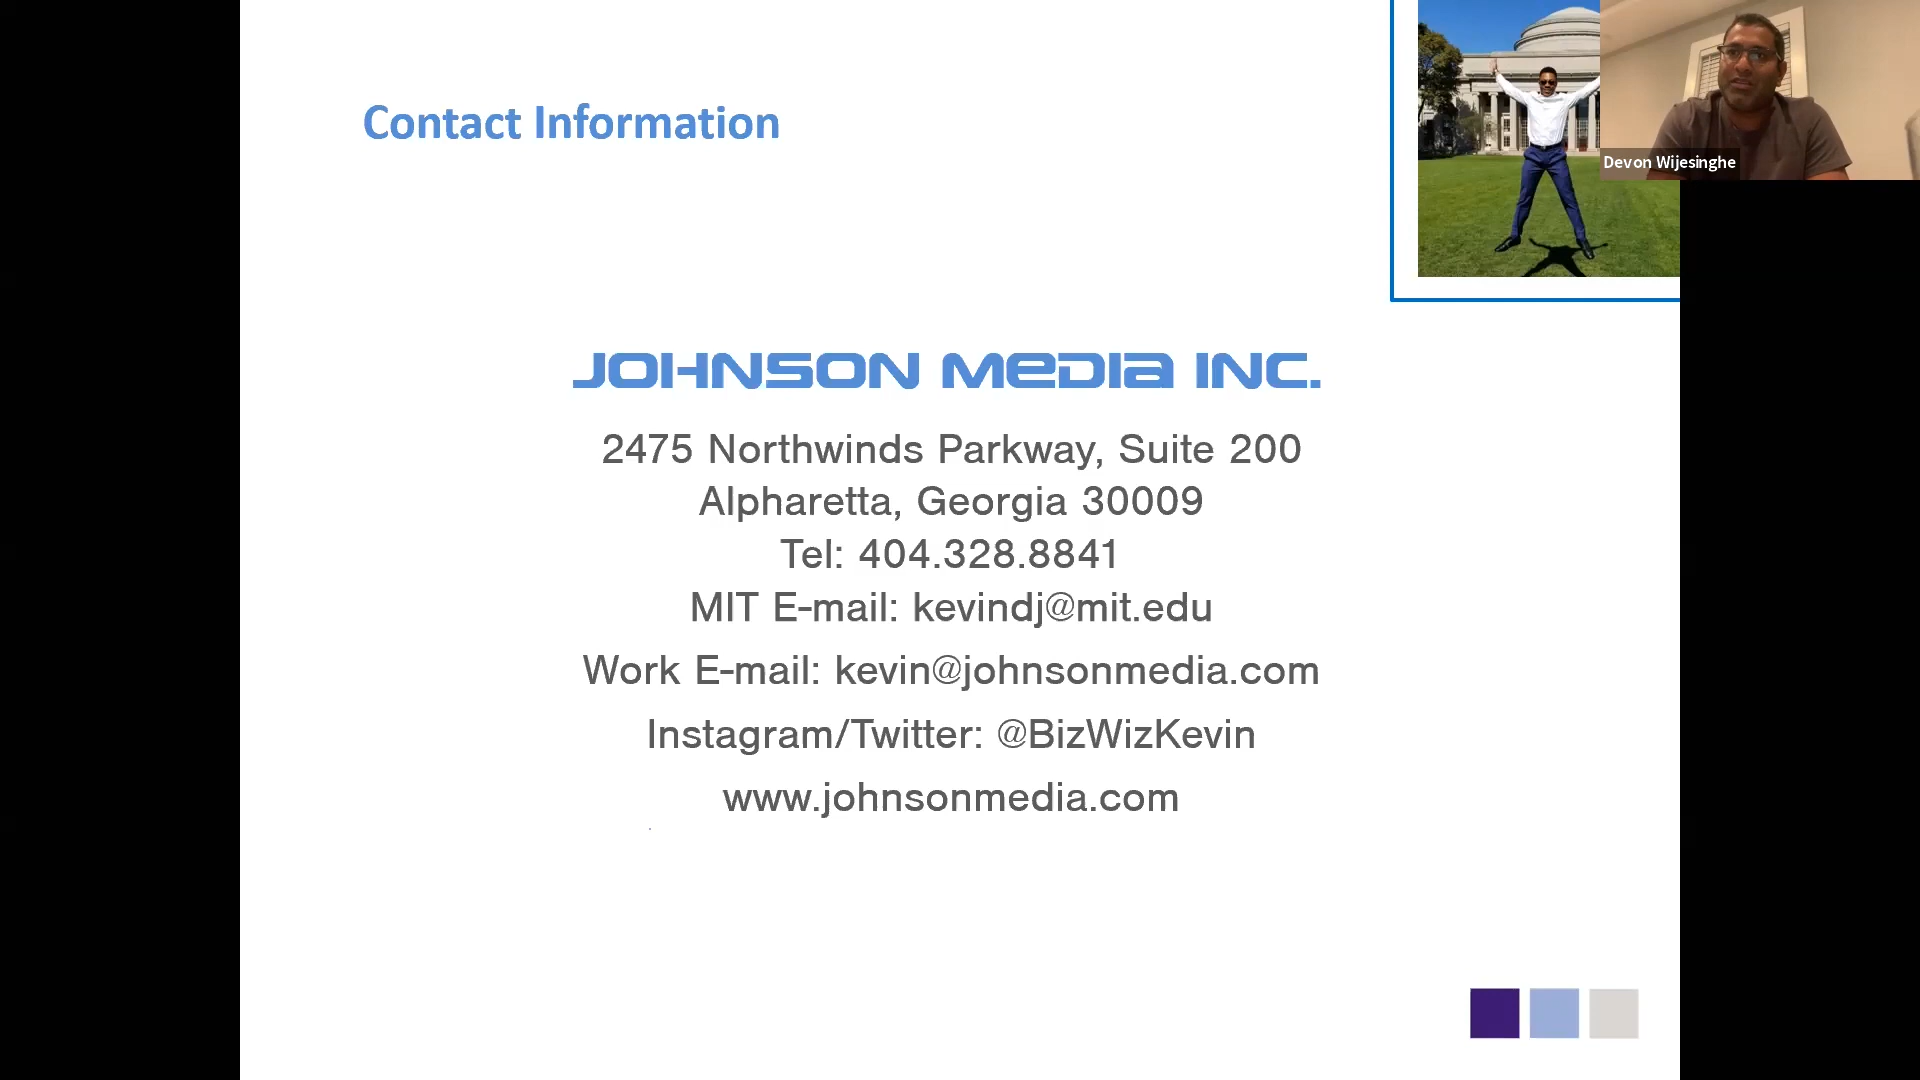 Contact Information
Devon Wijesinghe
JOHNSON MEDIA INC.
2475 Northwinds Parkway, Suite 200
Alpharetta, Georgia 30009
Tel: 404.328.8841
MIT E-mail: kevindj@mit.edu
Work E-mail: kevin@johnsonmedia.com
Instagram/Twitter: @BizWizKevin
www.johnsonmedia.com